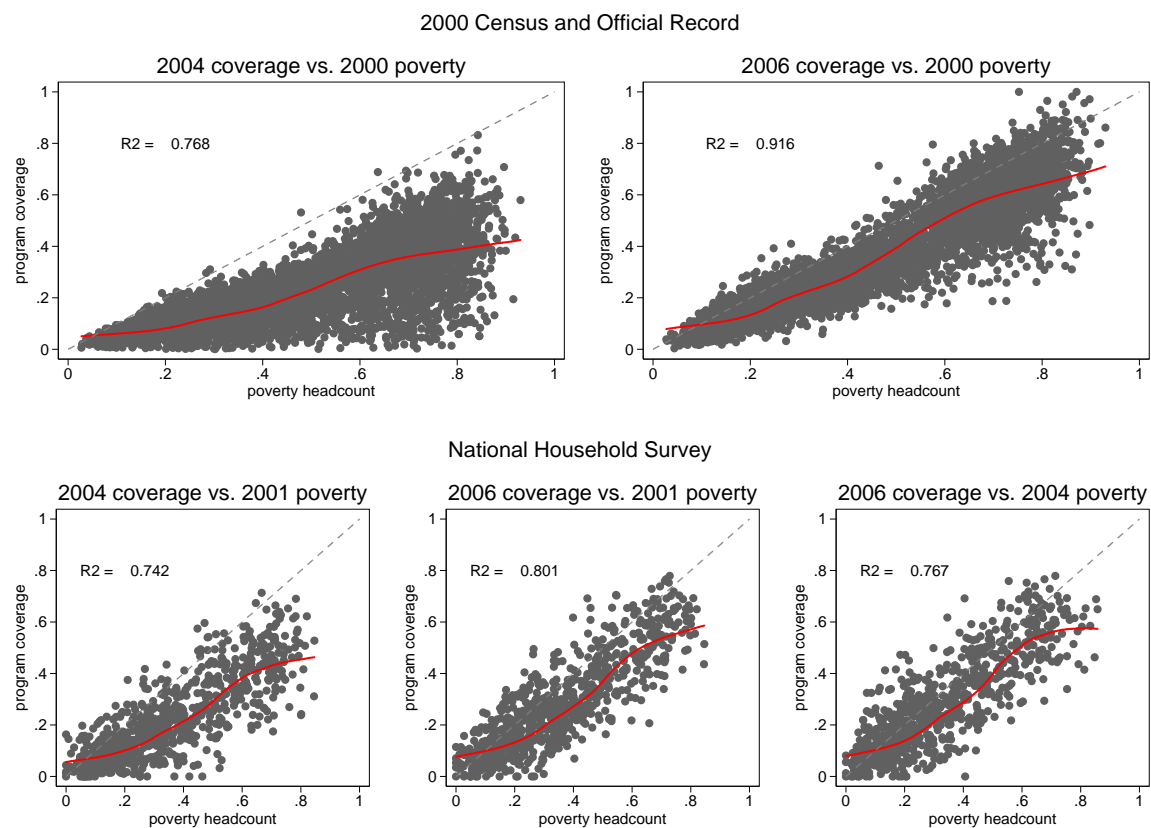 2000 Census and Official Record
2004 coverage vs. 2000 poverty
program coverage
1
.8
.6
.4
.2
0
R2 = 0.768
0 .2 .4 .6 .8 1
poverty headcount
2006 coverage vs. 2000 poverty
program coverage
1
.8
.6
.4
.2
0
R2 = 0.916
0 .2 .4 .6 .8 1
poverty headcount
National Household Survey
2004 coverage vs. 2001 poverty
program coverage
1
.8
.6
.4
.2
0
R2 = 0.742
0 .2 .4 .6 .8 1
poverty headcount
2006 coverage vs. 2001 poverty
program coverage
1
.8
.6
.4
.2
0
R2 = 0.801
0 .2 .4 .6 .8 1
poverty headcount
2006 coverage vs. 2004 poverty
program coverage
1
.8
.6
.4
.2
0
R2 = 0.767
0 .2 .4 .6 .8 1
poverty headcount